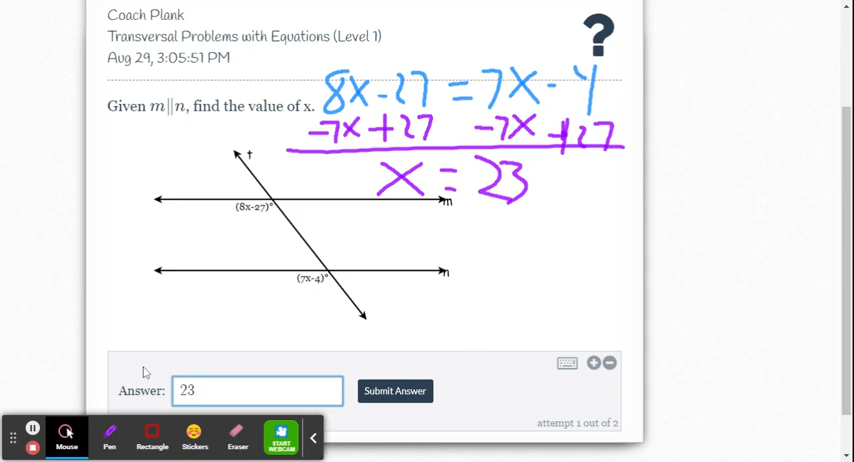 Coach Plank
Transversal Problems with Equations (Level 1)
Aug 29, 3:05:51 PM
?
Given m||n, find the value of x.
8x-27 = 7x-4
-7x+27 -7x +27
x = 23
t
m
(8x-27)°
n
(7x-4)°
Answer: 23 Submit Answer
attempt 1 out of 2
Mouse Pen Rectangle Stickers Eraser START WEBCAM